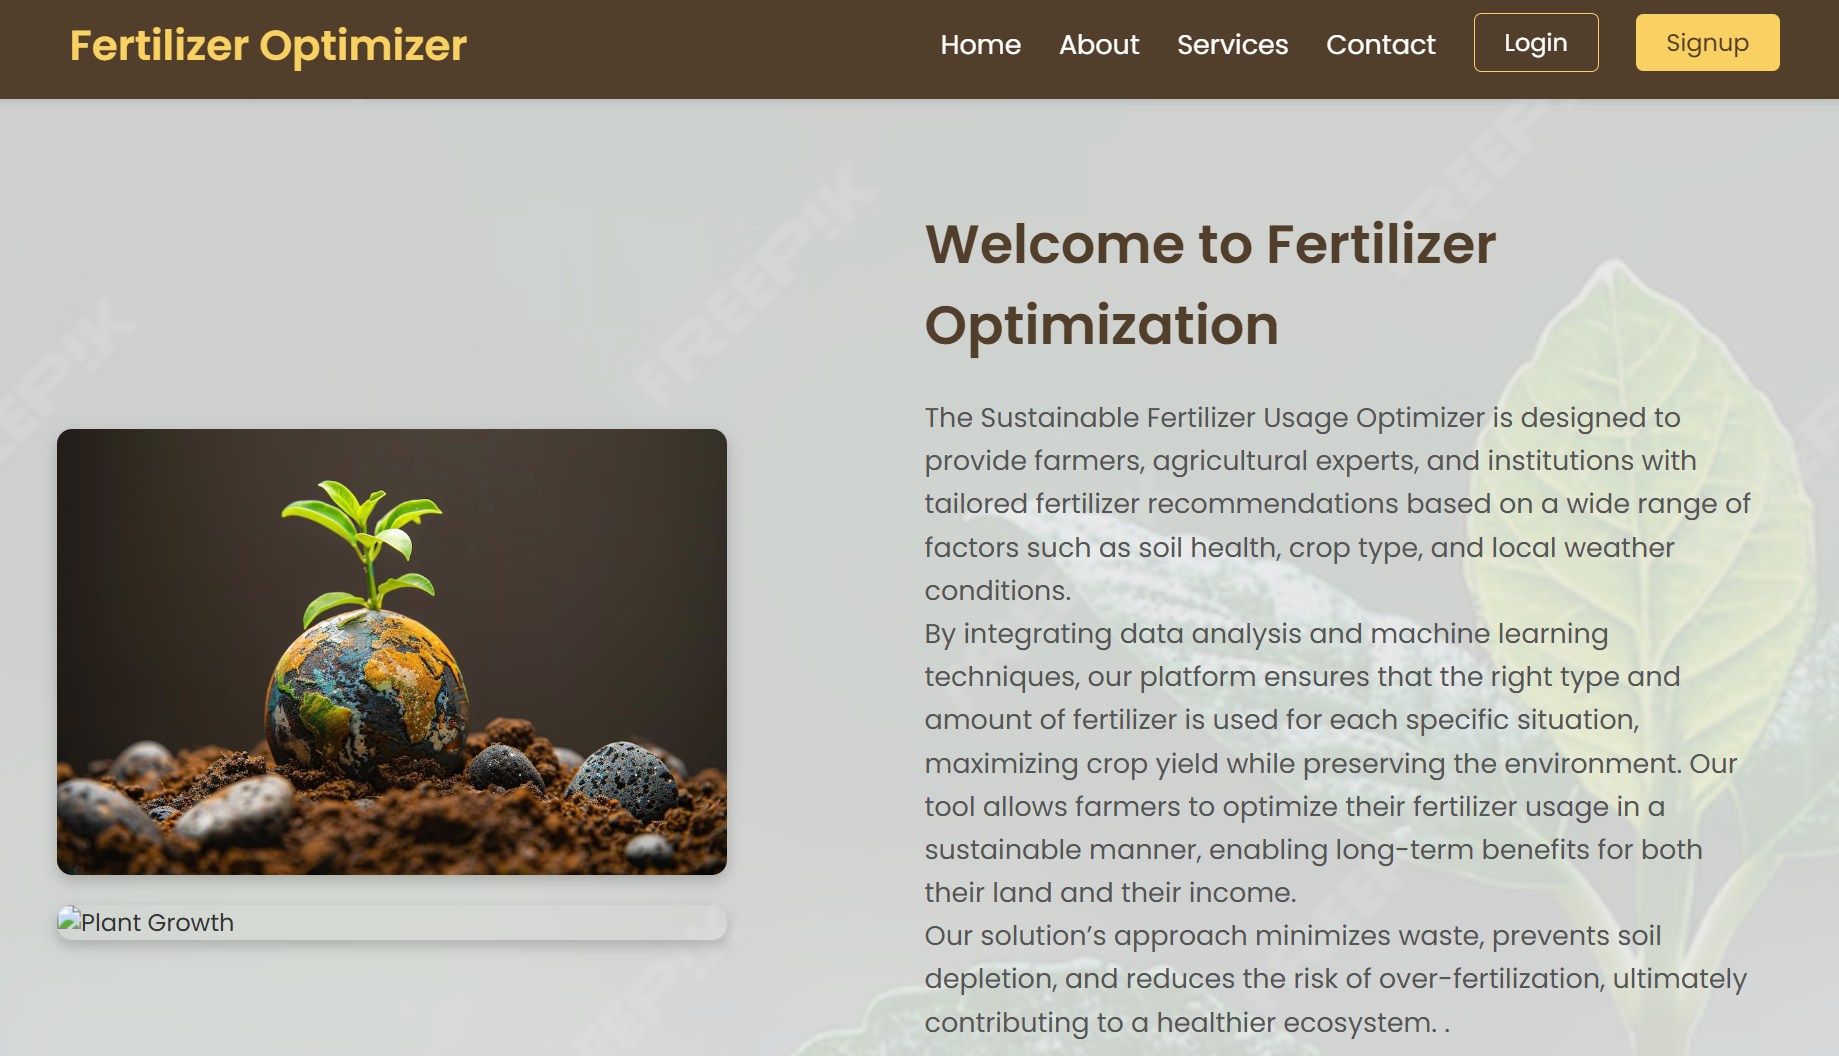 Fertilizer Optimizer
Home About Services Contact Login Signup
FREEPIK
FREEPIK
Welcome to Fertilizer
Optimization
The Sustainable Fertilizer Usage Optimizer is designed to
provide farmers, agricultural experts, and institutions with
tailored fertilizer recommendations based on a wide range of
factors such as soil health, crop type, and local weather
conditions.
By integrating data analysis and machine learning
techniques, our platform ensures that the right type and
amount of fertilizer is used for each specific situation,
maximizing crop yield while preserving the environment. Our
tool allows farmers to optimize their fertilizer usage in a
sustainable manner, enabling long-term benefits for both
their land and their income.
Our solution’s approach minimizes waste, prevents soil
depletion, and reduces the risk of over-fertilization, ultimately
contributing to a healthier ecosystem. .
Plant Growth